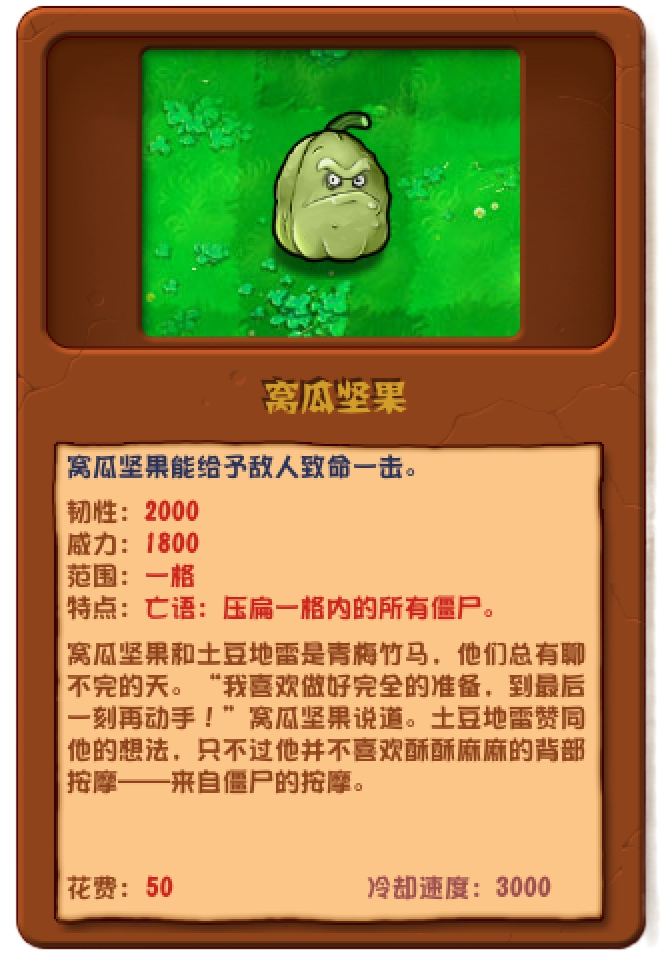 窝瓜坚果
窝瓜坚果能给予敌人致命一击。
韧性：2000
威力：1800
范围：一格
特点：亡语：压扁一格内的所有僵尸。
窝瓜坚果和土豆地雷是青梅竹马，他们总有聊
不完的天。“我喜欢做好完全的准备，到最后
一刻再动手！”窝瓜坚果说道。土豆地雷赞同
他的想法，只不过他并不喜欢酥酥麻麻的背部
按摩——来自僵尸的按摩。
花费：50 冷却速度：3000